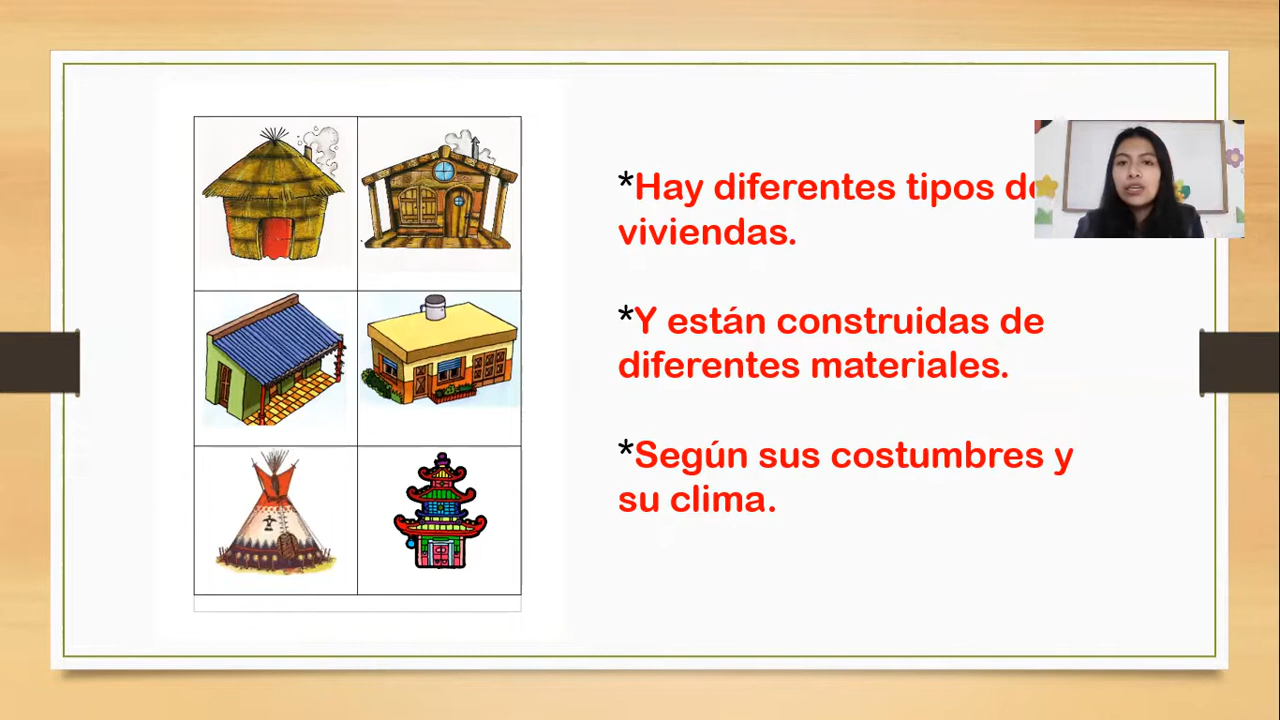 *Hay diferentes tipos de
viviendas.
*Y están construidas de
diferentes materiales.
*Según sus costumbres y
su clima.